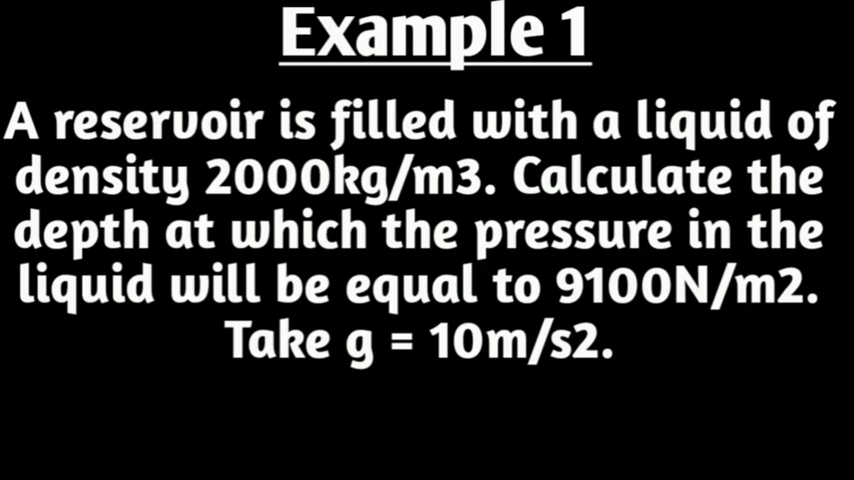 Example 1
A reservoir is filled with a liquid of
density 2000kg/m3. Calculate the
depth at which the pressure in the
liquid will be equal to 9100N/m2.
Take g = 10m/s2.